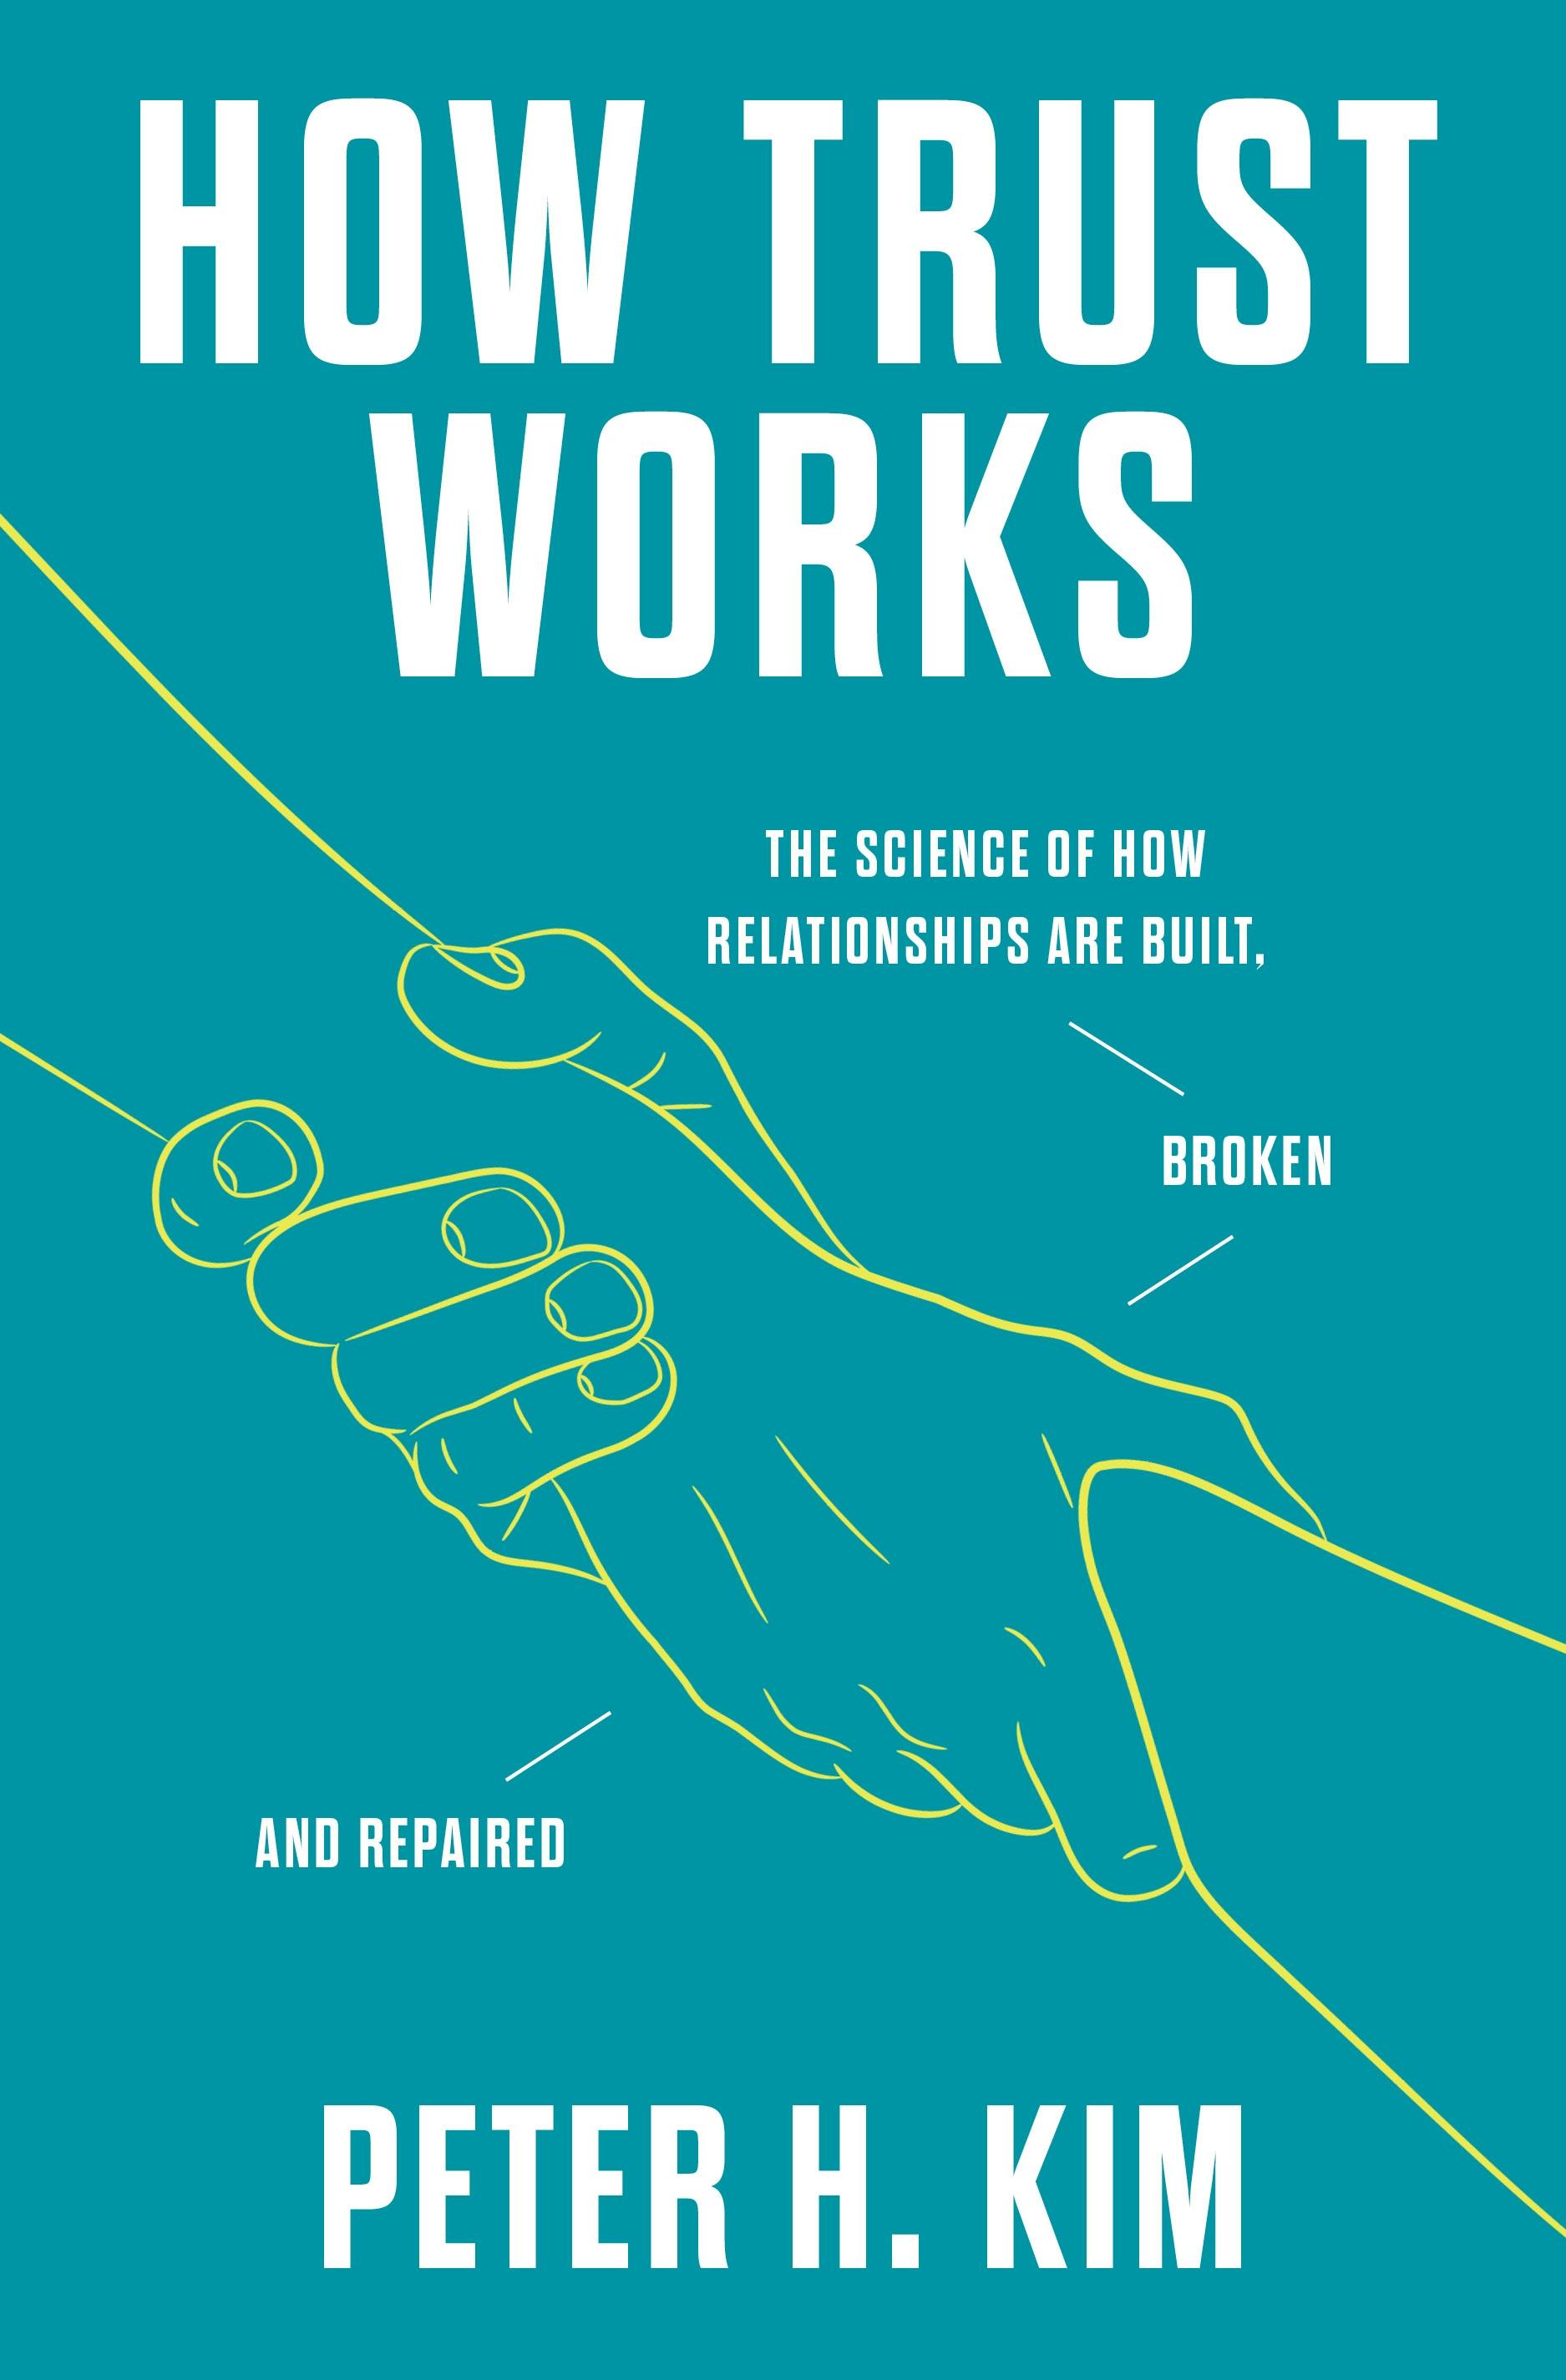 HOW TRUST
WORKS
THE SCIENCE OF HOW
RELATIONSHIPS ARE BUILT,
BROKEN
AND REPAIRED
PETER H. KIM